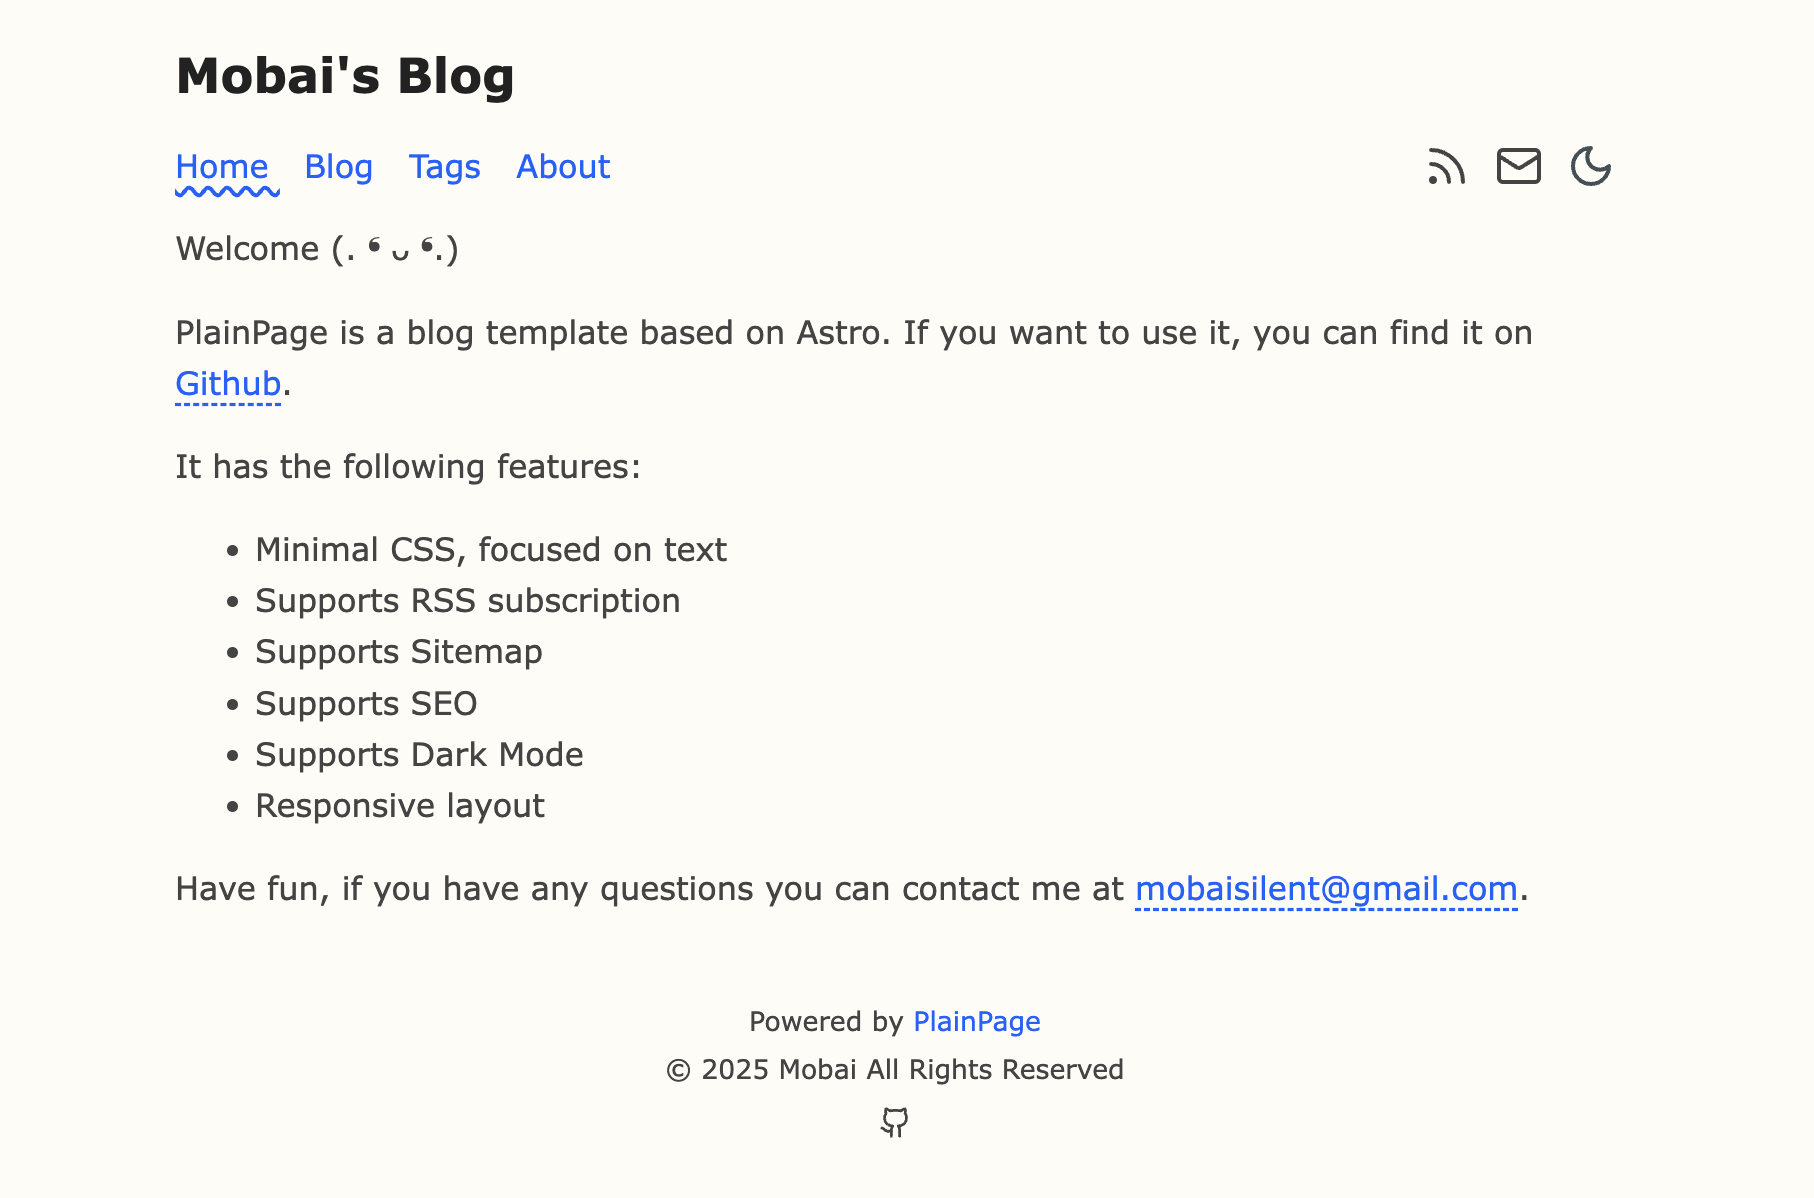 Mobai's Blog
Home Blog Tags About
Welcome (. ❛ ᴗ ❛.)
PlainPage is a blog template based on Astro. If you want to use it, you can find it on
Github.
It has the following features:
• Minimal CSS, focused on text
• Supports RSS subscription
• Supports Sitemap
• Supports SEO
• Supports Dark Mode
• Responsive layout
Have fun, if you have any questions you can contact me at mobaisilent@gmail.com.
Powered by PlainPage
© 2025 Mobai All Rights Reserved